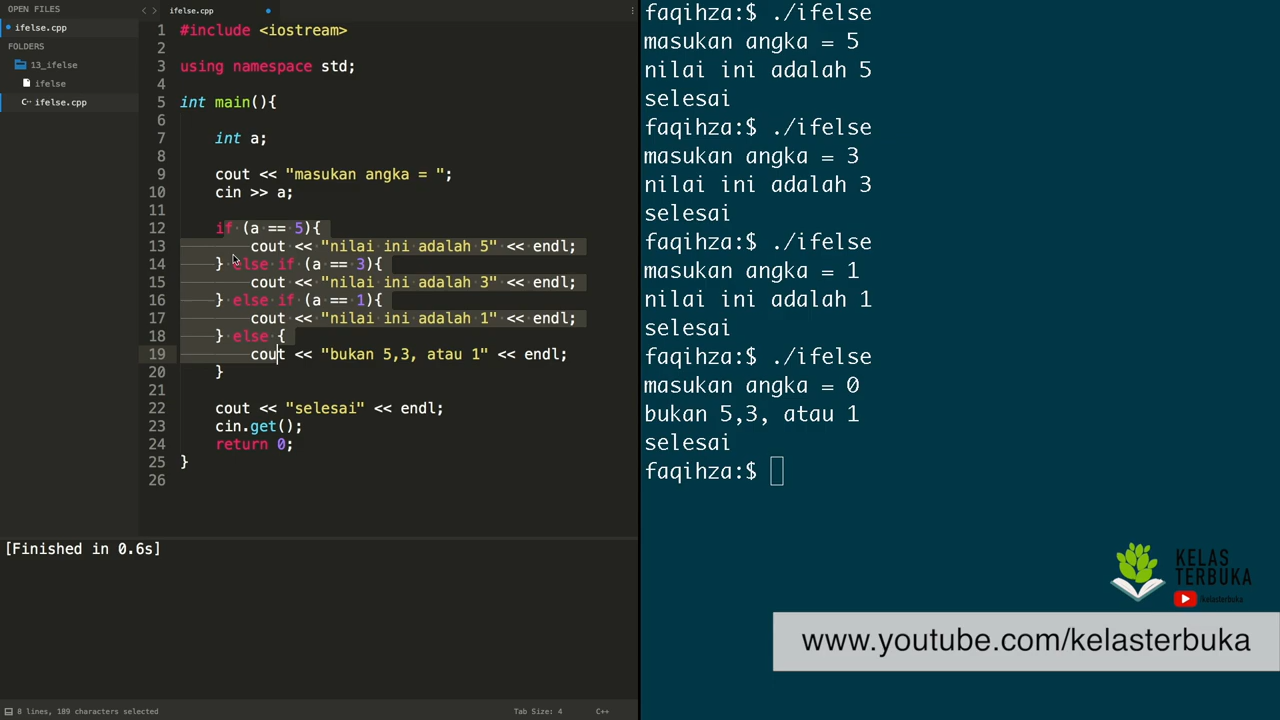 OPEN FILES
ifelse.cpp
FOLDERS
13_ifelse
ifelse
ifelse.cpp
ifelse.cpp
1 #include <iostream>
2
3 using namespace std;
4
5 int main(){
6
7 int a;
8
9 cout << "masukan angka = ";
10 cin >> a;
11
12 if (a == 5){
13 cout << "nilai ini adalah 5" << endl;
14 } else if (a == 3){
15 cout << "nilai ini adalah 3" << endl;
16 } else if (a == 1){
17 cout << "nilai ini adalah 1" << endl;
18 } else {
19 cout << "bukan 5,3, atau 1" << endl;
20 }
21
22 cout << "selesai" << endl;
23 cin.get();
24 return 0;
25 }
26
[Finished in 0.6s]
8 lines, 189 characters selected
Tab Size: 4
C++
faqihza:$ ./ifelse
masukan angka = 5
nilai ini adalah 5
selesai
faqihza:$ ./ifelse
masukan angka = 3
nilai ini adalah 3
selesai
faqihza:$ ./ifelse
masukan angka = 1
nilai ini adalah 1
selesai
faqihza:$ ./ifelse
masukan angka = 0
bukan 5,3, atau 1
selesai
faqihza:$
KELAS
TERBUKA
/kelasterbuka
www.youtube.com/kelasterbuka